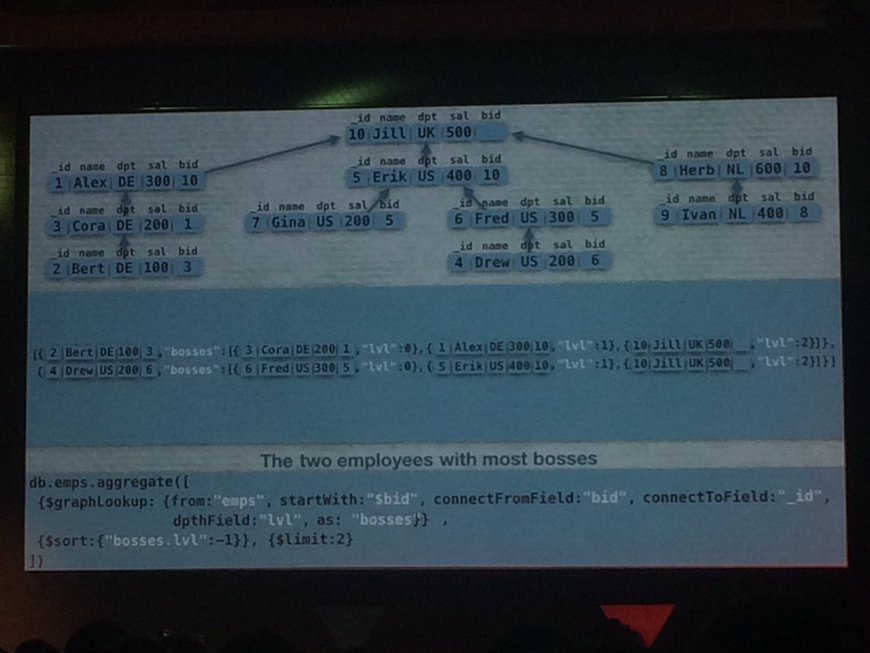 _id name dpt sal bid
10 Jill UK 500
_id name dpt sal bid
1 Alex DE 300 10
_id name dpt sal bid
5 Erik US 400 10
_id name dpt sal bid
8 Herb NL 600 10
_id name dpt sal bid
3 Cora DE 200 1
_id name dpt sal bid
7 Gina US 200 5
_id name dpt sal bid
6 Fred US 300 5
_id name dpt sal bid
9 Ivan NL 400 8
_id name dpt sal bid
2 Bert DE 100 3
_id name dpt sal bid
4 Drew US 200 6
[{ 2 Bert DE 100 3 ,"bosses":[{ 3 Cora DE 200 1 ,"lvl":0},{ 1 Alex DE 300 10 ,"lvl":1},{ 10 Jill UK 500 ,"lvl":2}]},
{ 4 Drew US 200 6 ,"bosses":[{ 6 Fred US 300 5 ,"lvl":0},{ 5 Erik US 400 10 ,"lvl":1},{ 10 Jill UK 500 ,"lvl":2}]}]
The two employees with most bosses
db.emps.aggregate([
{$graphLookup: {from:"emps", startWith:"$bid", connectFromField:"bid", connectToField:"_id",
dpthField:"lvl", as: "bosses"}} ,
{$sort:{"bosses.lvl":-1}}, {$limit:2}
])